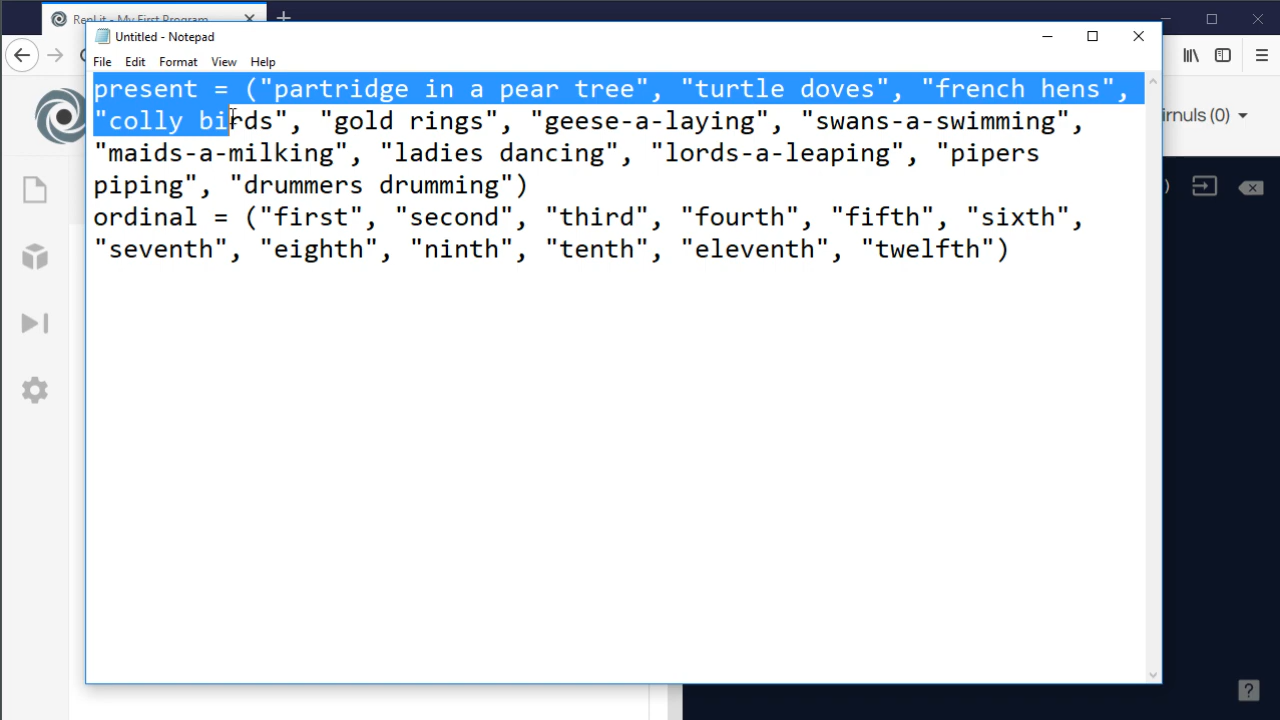 Repl.it - My First Program
Untitled - Notepad
File Edit Format View Help
present = ("partridge in a pear tree", "turtle doves", "french hens",
"colly birds", "gold rings", "geese-a-laying", "swans-a-swimming",
"maids-a-milking", "ladies dancing", "lords-a-leaping", "pipers
piping", "drummers drumming")
ordinal = ("first", "second", "third", "fourth", "fifth", "sixth",
"seventh", "eighth", "ninth", "tenth", "eleventh", "twelfth")
(0)
)
?